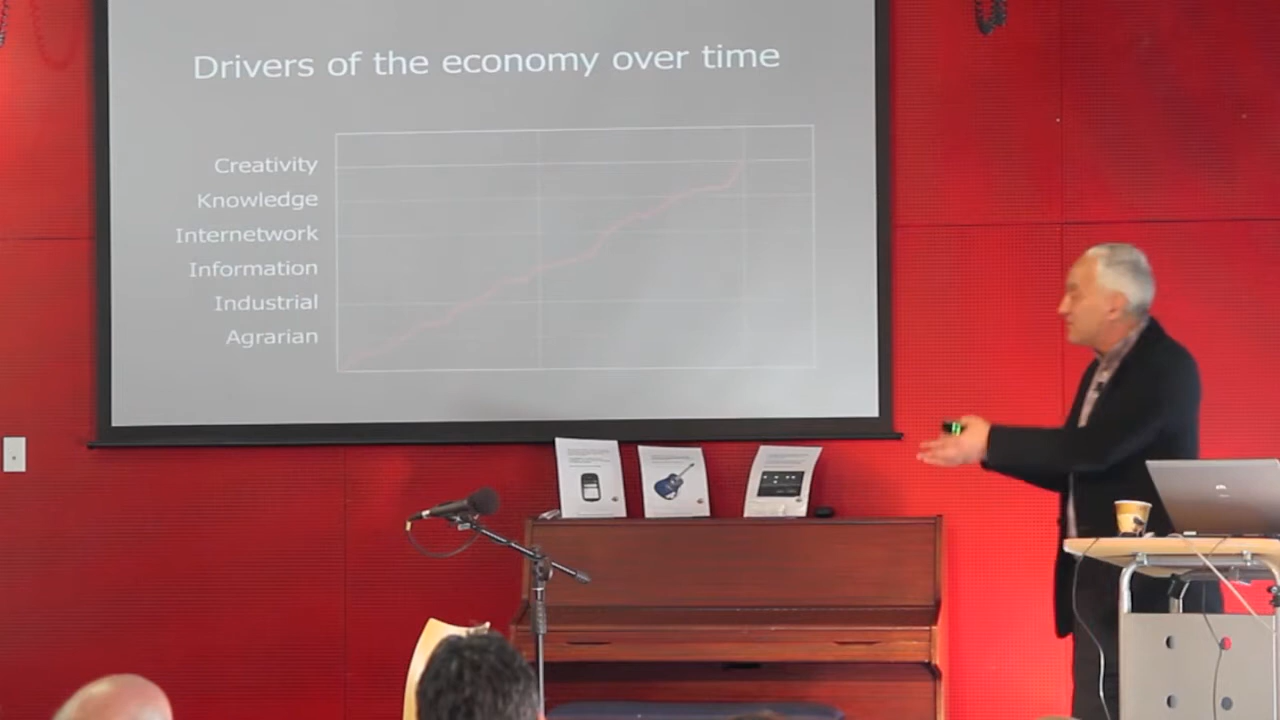 Drivers of the economy over time
Creativity
Knowledge
Internetwork
Information
Industrial
Agrarian